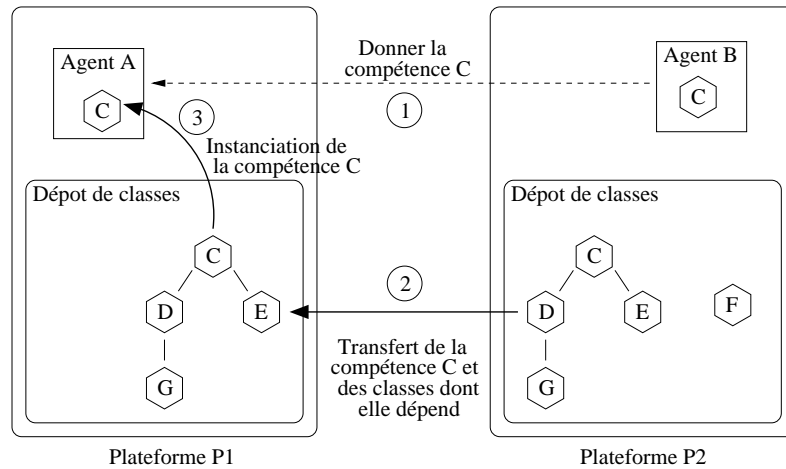 Agent A
C
Donner la
compétence C
1
Agent B
C
3
Instanciation de
la compétence C
Dépot de classes
C
D
E
G
2
Transfert de la
compétence C et
des classes dont
elle dépend
Dépot de classes
C
D
E
F
G
Plateforme P1
Plateforme P2